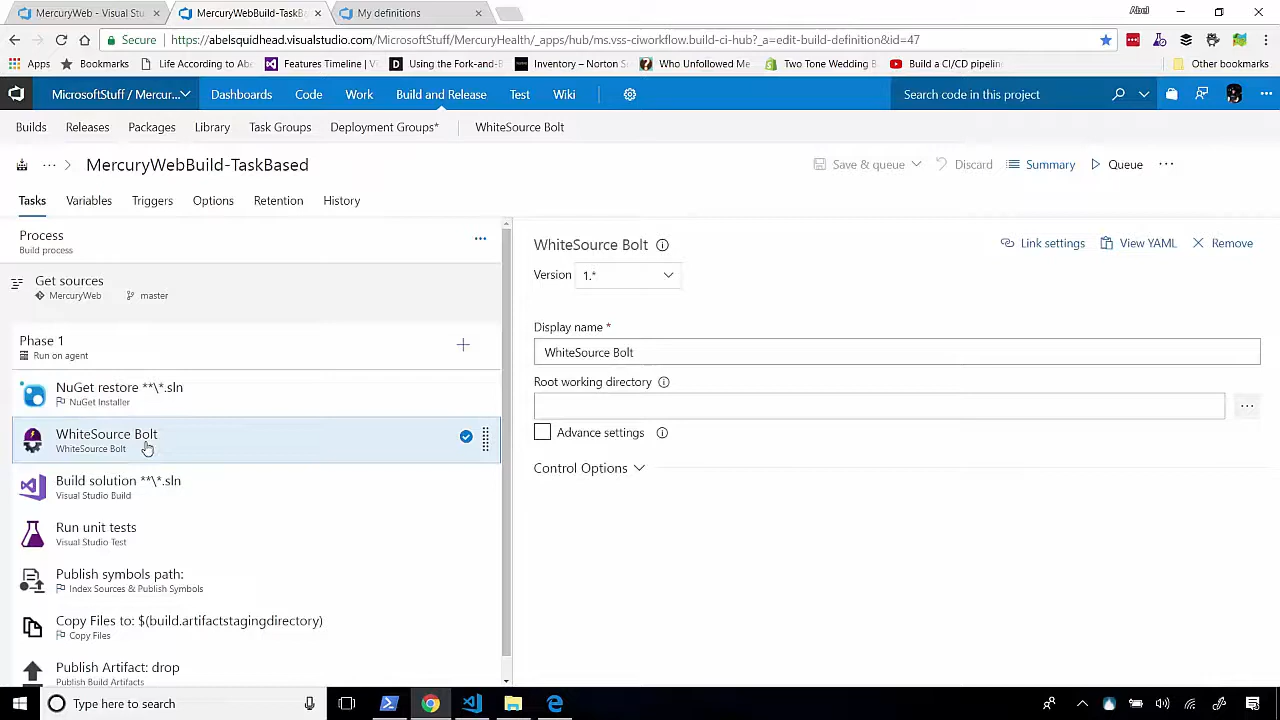 MercuryWeb - Visual Stu
MercuryWebBuild-TaskBa
My definitions
Abel
Secure
https://abelsquidhead.visualstudio.com/MicrosoftStuff/MercuryHealth/_apps/hub/ms.vss-ciworkflow.build-ci-hub?_a=edit-build-definition&id=47
Apps
Bookmarks
Life According to Abe
Features Timeline | V
Using the Fork-and-B
Inventory – Norton S
Who Unfollowed Me
Two Tone Wedding B
Build a CI/CD pipelin
Other bookmarks
MicrosoftStuff / Mercur...
Dashboards
Code
Work
Build and Release
Test
Wiki
Search code in this project
Builds
Releases
Packages
Library
Task Groups
Deployment Groups*
WhiteSource Bolt
... > MercuryWebBuild-TaskBased
Save & queue
Discard
Summary
Queue
...
Tasks
Variables
Triggers
Options
Retention
History
Process
Build process
...
Get sources
MercuryWeb
master
Phase 1
Run on agent
NuGet restore **\*.sln
NuGet Installer
WhiteSource Bolt
WhiteSource Bolt
Build solution **\*.sln
Visual Studio Build
Run unit tests
Visual Studio Test
Publish symbols path:
Index Sources & Publish Symbols
Copy Files to: $(build.artifactstagingdirectory)
Copy Files
Publish Artifact: drop
Publish Build Artifacts
WhiteSource Bolt
Link settings
View YAML
Remove
Version
1.*
Display name *
WhiteSource Bolt
Root working directory
...
Advance settings
Control Options
Type here to search